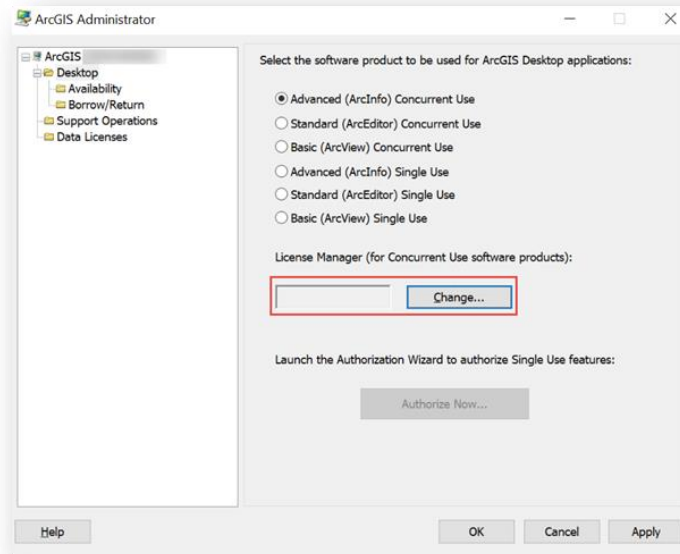 ArcGIS Administrator
ArcGIS
Desktop
Availability
Borrow/Return
Support Operations
Data Licenses
Select the software product to be used for ArcGIS Desktop applications:
Advanced (ArcInfo) Concurrent Use
Standard (ArcEditor) Concurrent Use
Basic (ArcView) Concurrent Use
Advanced (ArcInfo) Single Use
Standard (ArcEditor) Single Use
Basic (ArcView) Single Use
License Manager (for Concurrent Use software products):
Change...
Launch the Authorization Wizard to authorize Single Use features:
Authorize Now...
Help
OK
Cancel
Apply